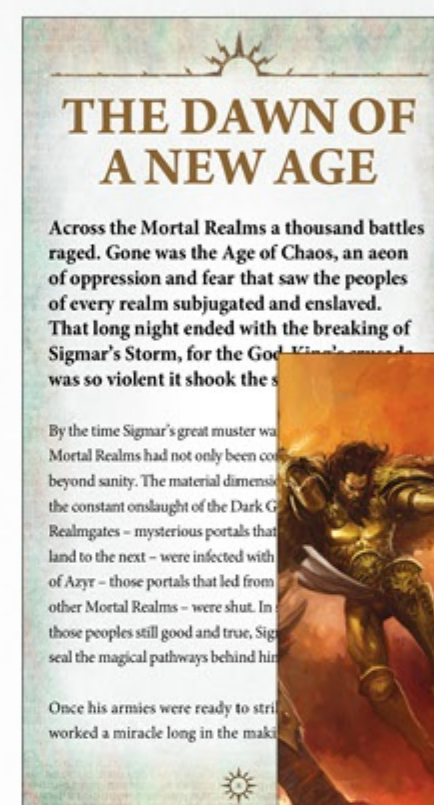 THE DAWN OF
A NEW AGE
Across the Mortal Realms a thousand battles
raged. Gone was the Age of Chaos, an aeon
of oppression and fear that saw the peoples
of every realm subjugated and enslaved.
That long night ended with the breaking of
Sigmar’s Storm, for the God-King’s crusade
was so violent it shook the
By the time Sigmar’s great muster
Mortal Realms had not only been
beyond sanity. The material
the constant onslaught of the Dark
Realmgates – mysterious portals that
land to the next – were infected with
of Azyr – those portals that led from
other Mortal Realms – were shut. In
those peoples still good and true,
seal the magical pathways behind
Once his armies were ready to
worked a miracle long in the